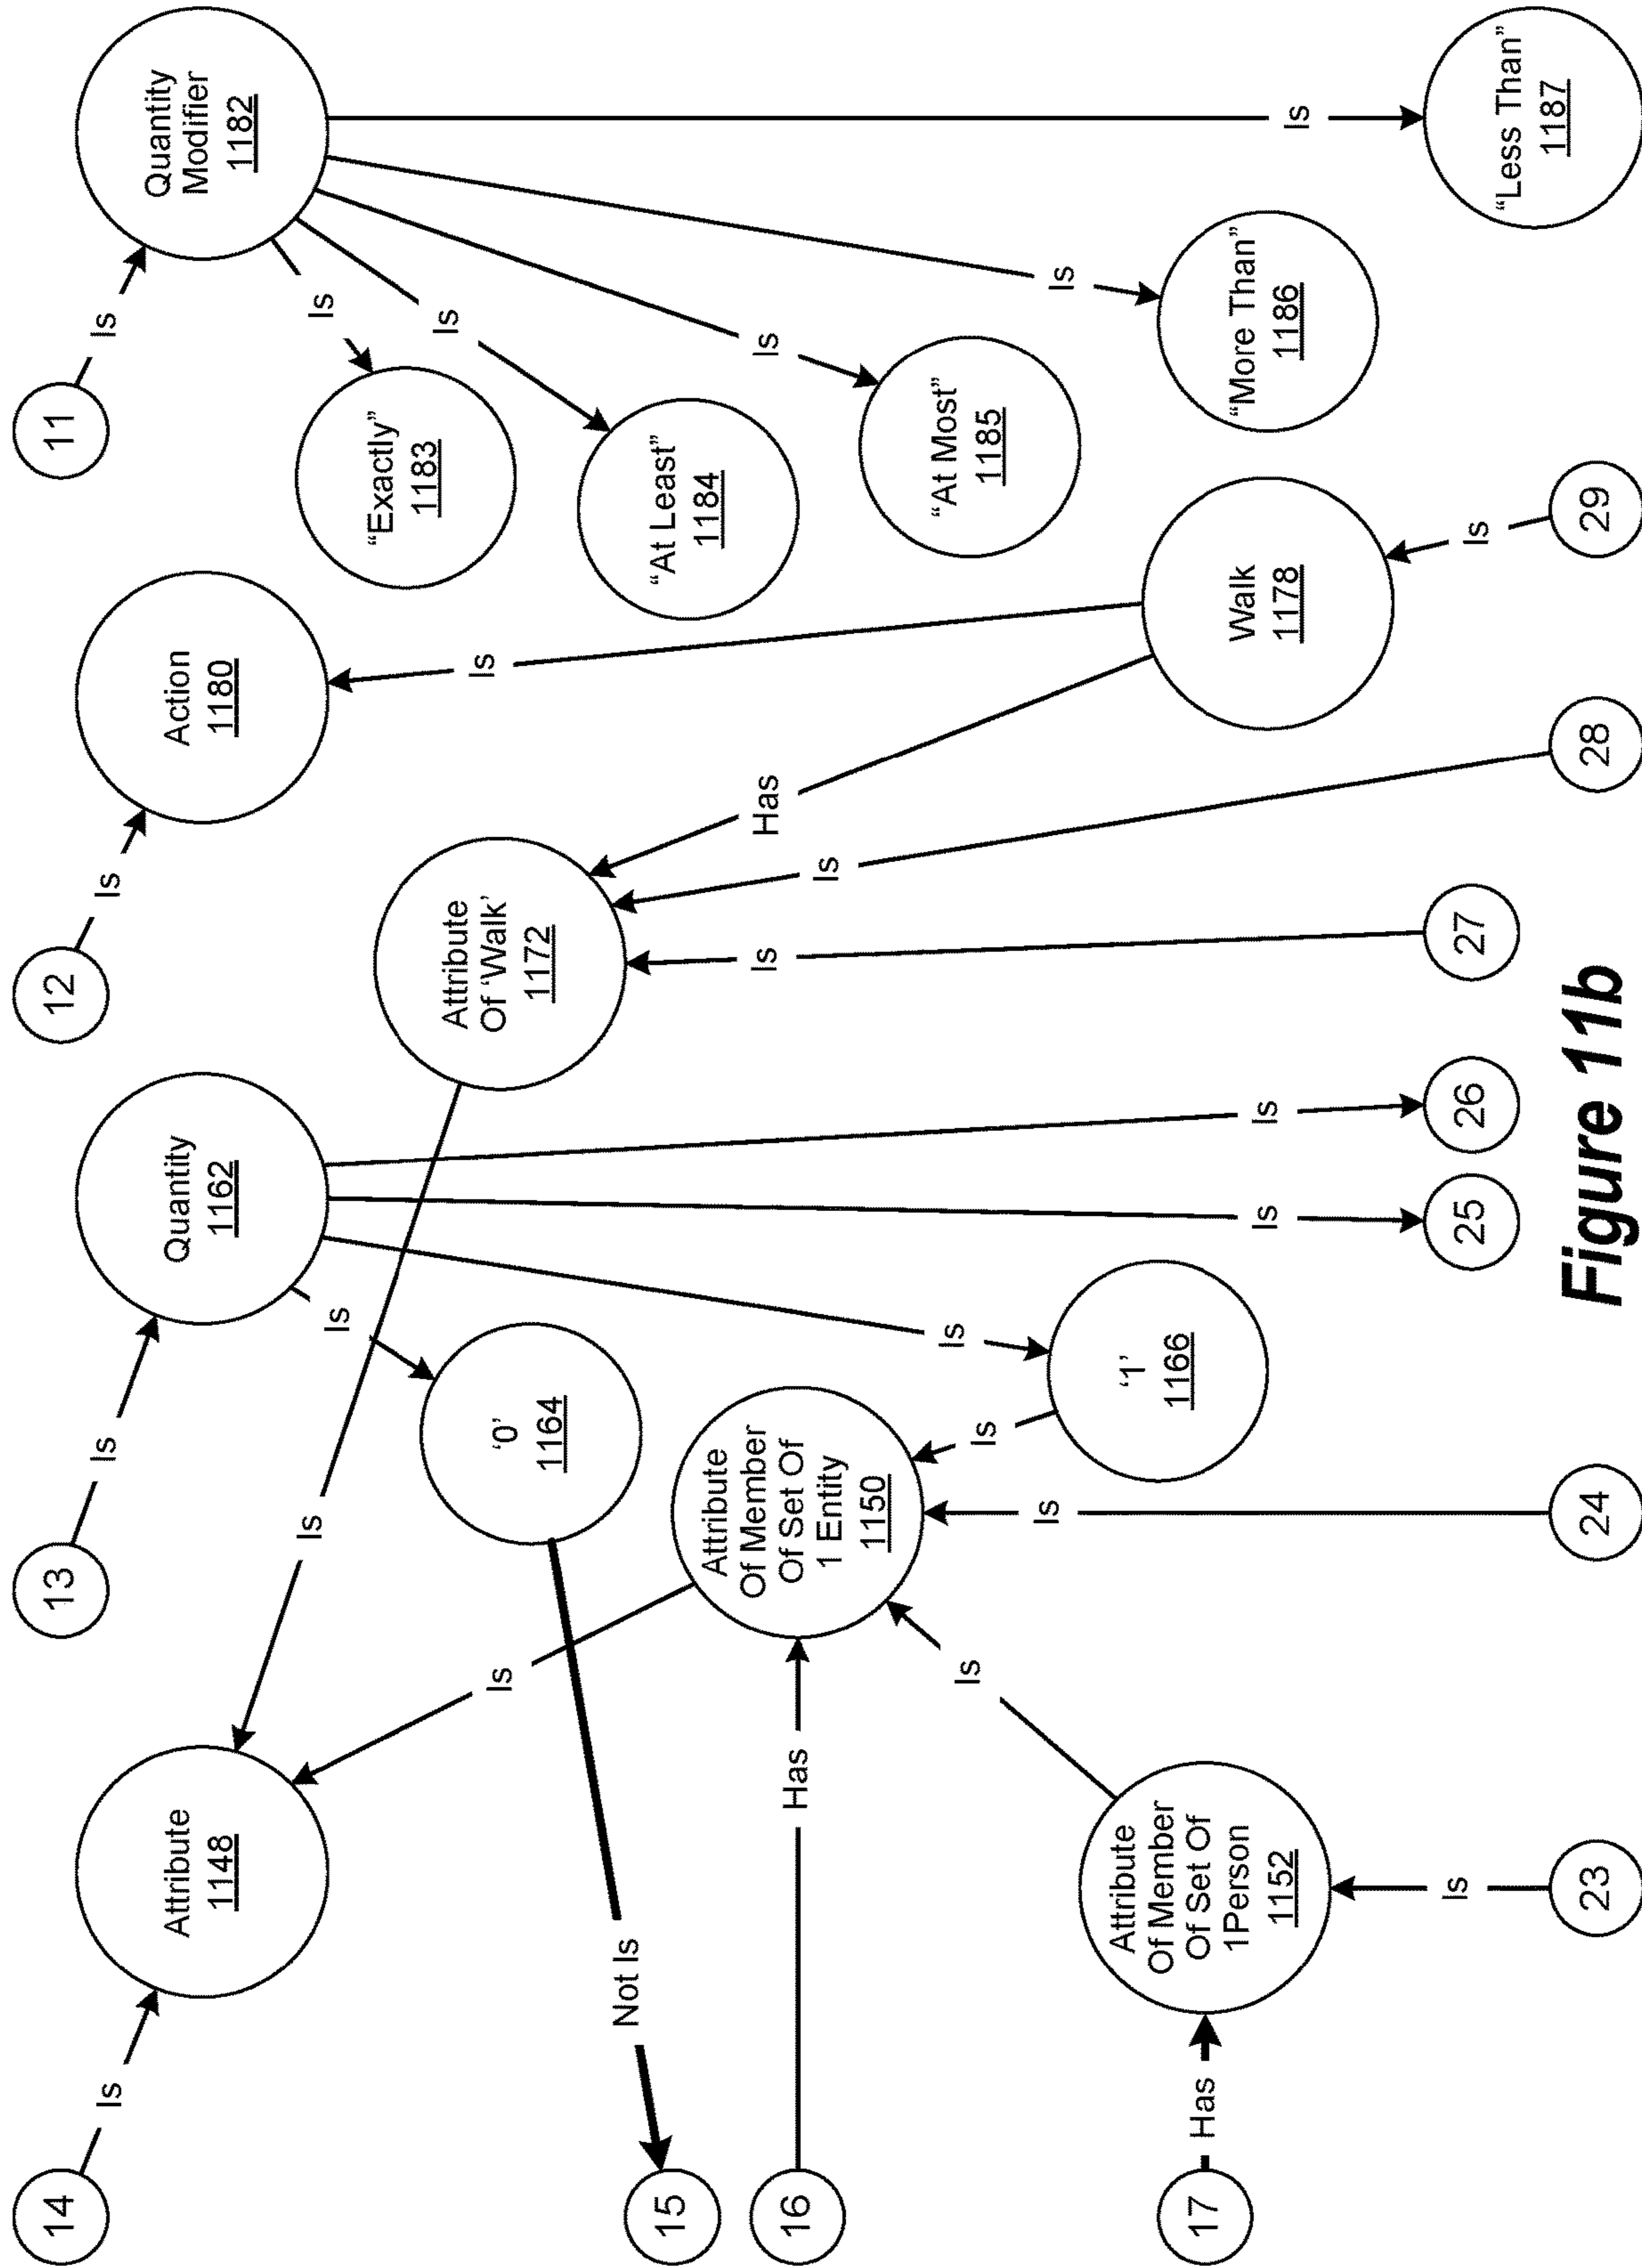 14
Is
Attribute
1148
13
Is
Quantity
1162
12
Is
Action
1180
11
Is
Quantity
Modifier
1182
Is
Is
Is
Is
"Exactly"
1183
Is
'0'
1164
Attribute
Of 'Walk'
1172
Is
Is
"At Least"
1184
Not Is
15
Is
Attribute
Of Member
Of Set Of
1 Entity
1150
Has
Is
Is
Is
"At Most"
1185
16
Has
Is
Is
Is
Is
Is
'1'
1166
Is
Is
"More Than"
1186
17
Has
Attribute
Of Member
Of Set Of
1Person
1152
Walk
1178
Is
Is
Is
"Less Than"
1187
25
26
27
23
24
28
29
Figure 11b